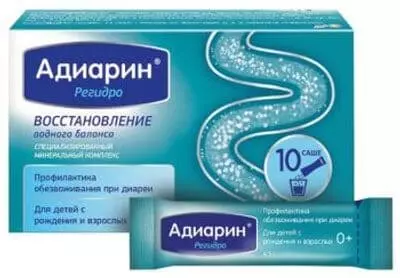 Адиарин®
Регидро
ВОССТАНОВЛЕНИЕ
водного баланса
СПЕЦИАЛИЗИРОВАННЫЙ
МИНЕРАЛЬНЫЙ КОМПЛЕКС
Профилактика
обезвоживания при диарее
Для детей с
рождения и взрослых
10 САШЕ
Адиарин®
Регидро
Профилактика
обезвоживания при диарее
Для детей с
рождения и взрослых
0+